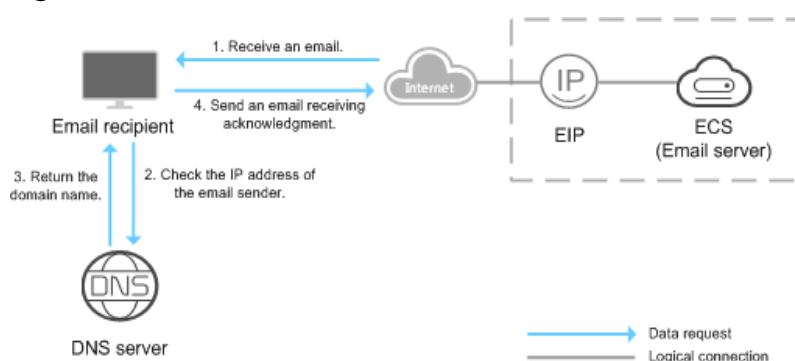 1. Receive an email.
Internet
4. Send an email receiving
acknowledgment.
Email recipient
IP
EIP
ECS
(Email server)
3. Return the
domain name.
2. Check the IP address of
the email sender.
DNS
DNS server
Data request
Logical connection